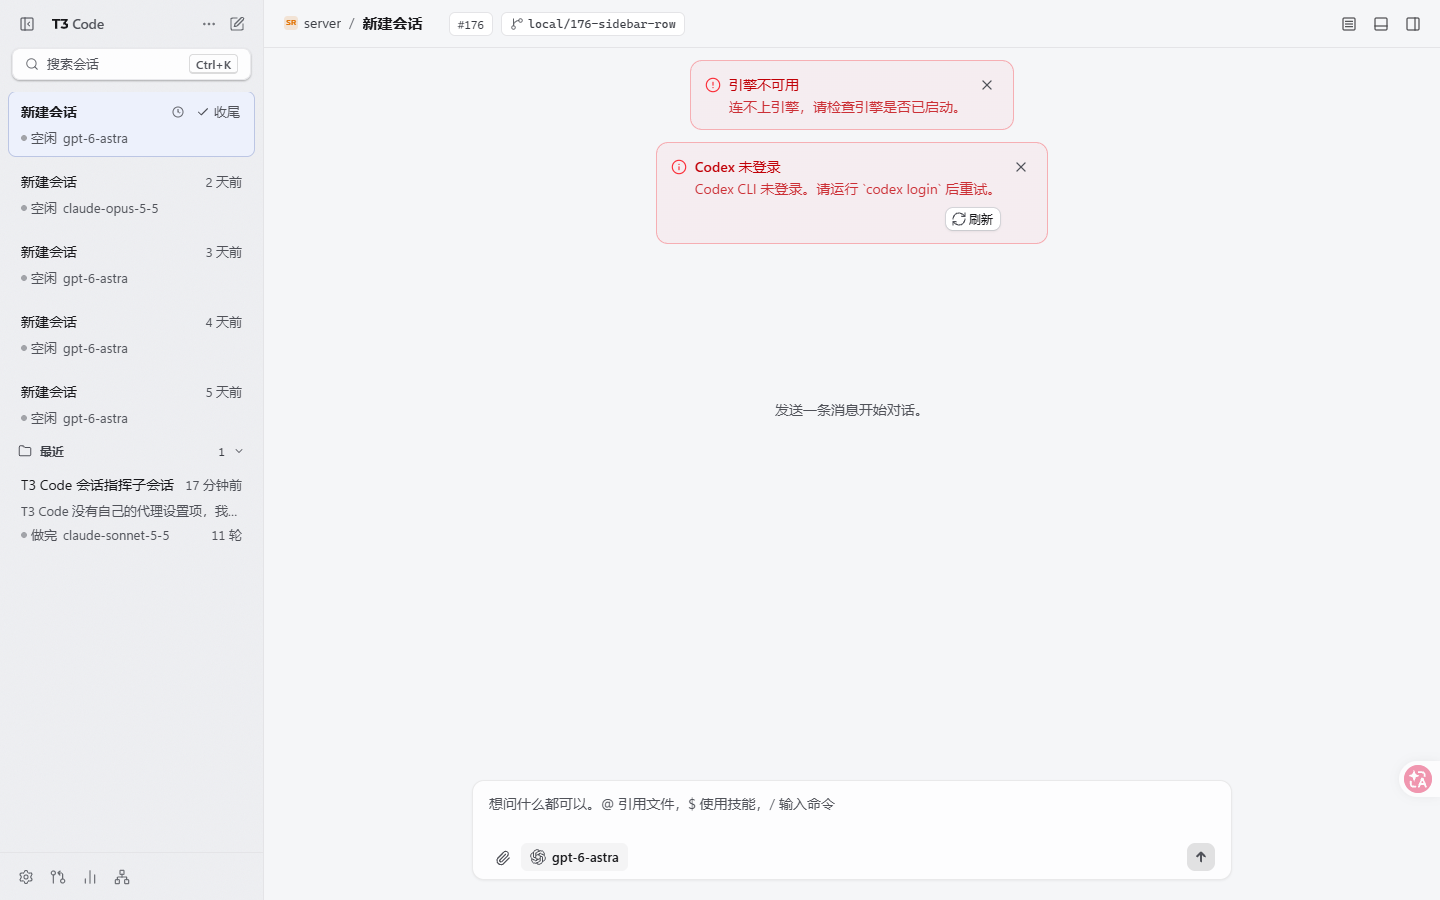 T3 Code
搜索会话 Ctrl+K
新建会话 收尾
空闲 gpt-6-astra
新建会话 2 天前
空闲 claude-opus-5-5
新建会话 3 天前
空闲 gpt-6-astra
新建会话 4 天前
空闲 gpt-6-astra
新建会话 5 天前
空闲 gpt-6-astra
最近 1
T3 Code 会话指挥子会话 17 分钟前
T3 Code 没有自己的代理设置项，我...
做完 claude-sonnet-5-5 11 轮
SR server / 新建会话 #176 local/176-sidebar-row
引擎不可用
连不上引擎，请检查引擎是否已启动。
Codex 未登录
Codex CLI 未登录。请运行 `codex login` 后重试。
刷新
发送一条消息开始对话。
想问什么都可以。@ 引用文件，$ 使用技能，/ 输入命令
gpt-6-astra